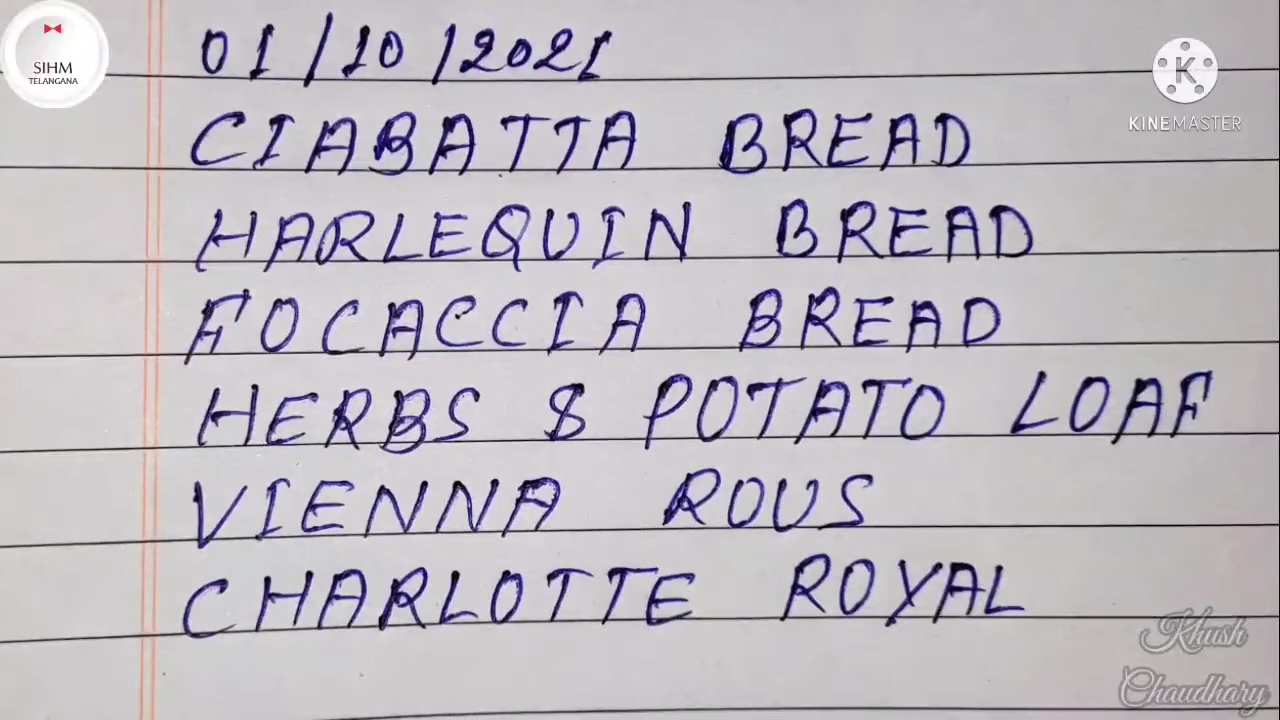 SIHM
TELANGANA
KINEMASTER
01/10/2021
CIABATTA BREAD
HARLEQUIN BREAD
FOCACCIA BREAD
HERBS & POTATO LOAF
VIENNA ROUS
CHARLOTTE ROYAL
Khush
Chaudhary